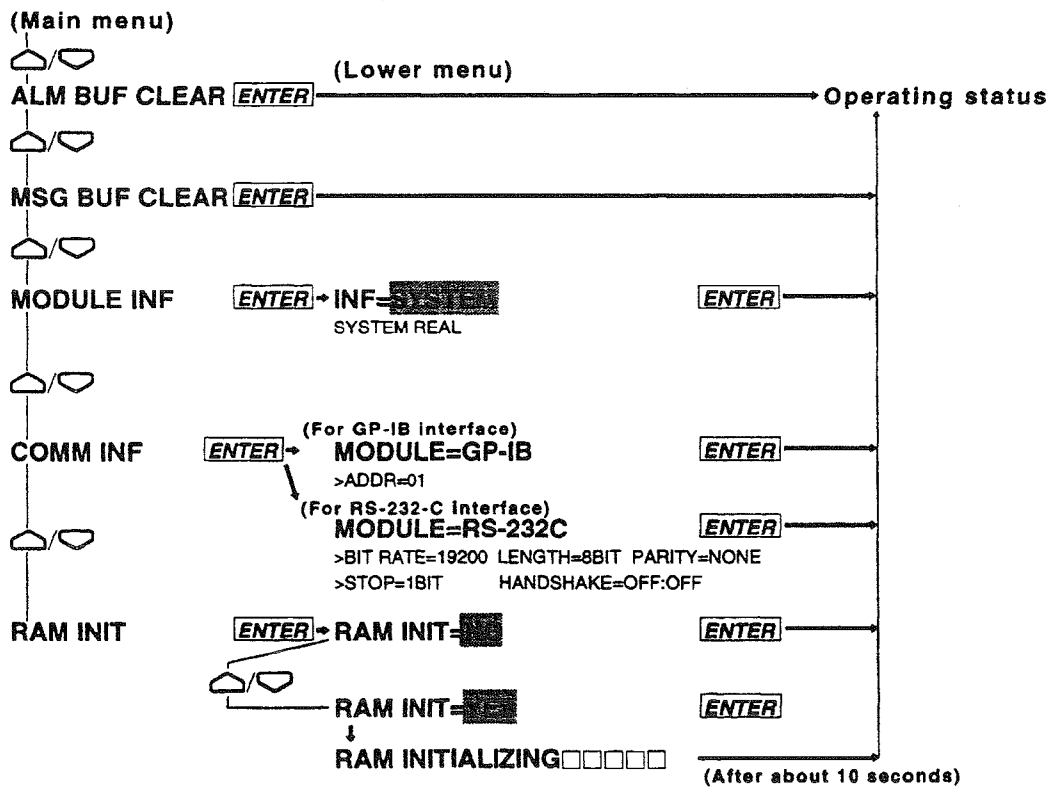 (Main menu)
(Lower menu)
ALM BUF CLEAR ENTER Operating status
MSG BUF CLEAR ENTER
MODULE INF ENTER INF=SYSTEM ENTER
SYSTEM REAL
(For GP-IB interface)
COMM INF ENTER MODULE=GP-IB ENTER
>ADDR=01
(For RS-232-C interface)
MODULE=RS-232C ENTER
>BIT RATE=19200 LENGTH=8BIT PARITY=NONE
>STOP=1BIT HANDSHAKE=OFF:OFF
RAM INIT ENTER RAM INIT=NO ENTER
RAM INIT=YES ENTER
RAM INITIALIZING□□□□□
(After about 10 seconds)